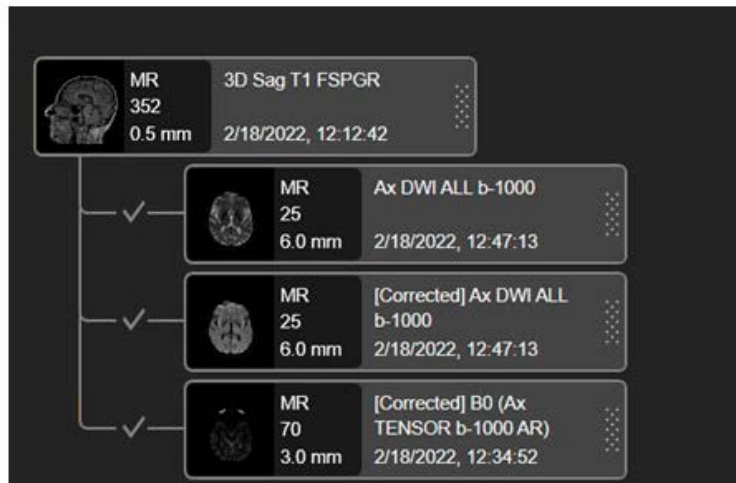 MR
352
0.5 mm
3D Sag T1 FSPGR
2/18/2022, 12:12:42
MR
25
6.0 mm
Ax DWI ALL b-1000
2/18/2022, 12:47:13
MR
25
6.0 mm
[Corrected] Ax DWI ALL
b-1000
2/18/2022, 12:47:13
MR
70
3.0 mm
[Corrected] B0 (Ax
TENSOR b-1000 AR)
2/18/2022, 12:34:52